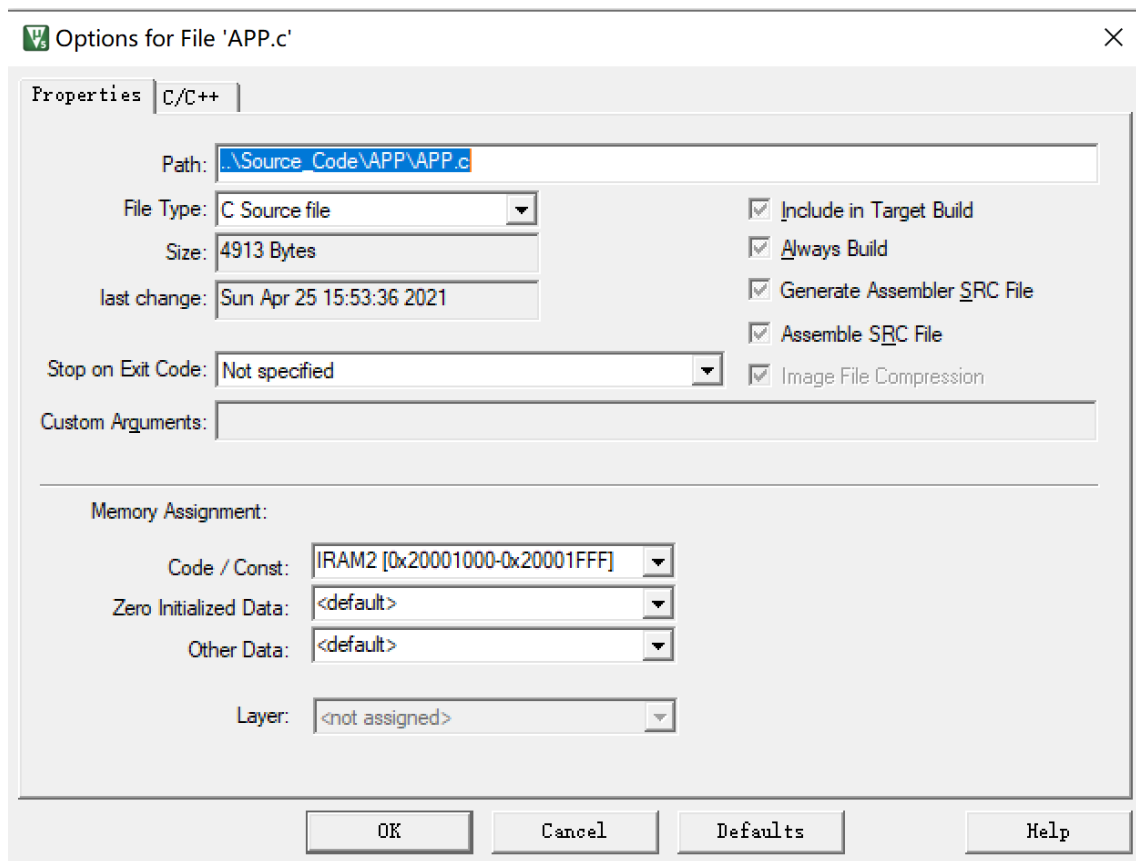 Options for File 'APP.c'
Properties
C/C++
Path: ..\Source_Code\APP\APP.c
File Type: C Source file
Include in Target Build
Size: 4913 Bytes
Always Build
last change: Sun Apr 25 15:53:36 2021
Generate Assembler SRC File
Assemble SRC File
Stop on Exit Code: Not specified
Image File Compression
Custom Arguments:
Memory Assignment:
Code / Const: IRAM2 [0x20001000-0x20001FFF]
Zero Initialized Data: <default>
Other Data: <default>
Layer: <not assigned>
OK
Cancel
Defaults
Help